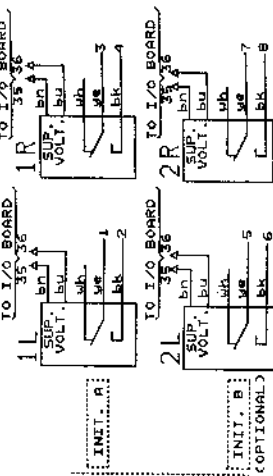 TO I/O BOARD
35 36
1L
SUP.
VOLT.
bn
bu
wh
ye
bk
1
2
TO I/O BOARD
35 36
1R
SUP.
VOLT.
bn
bu
wh
ye
bk
3
4
INIT. A
TO I/O BOARD
35 36
2L
SUP.
VOLT.
bn
bu
wh
ye
bk
5
6
TO I/O BOARD
35 36
2R
SUP.
VOLT.
bn
bu
wh
ye
bk
7
8
INIT. B
(OPTIONAL)